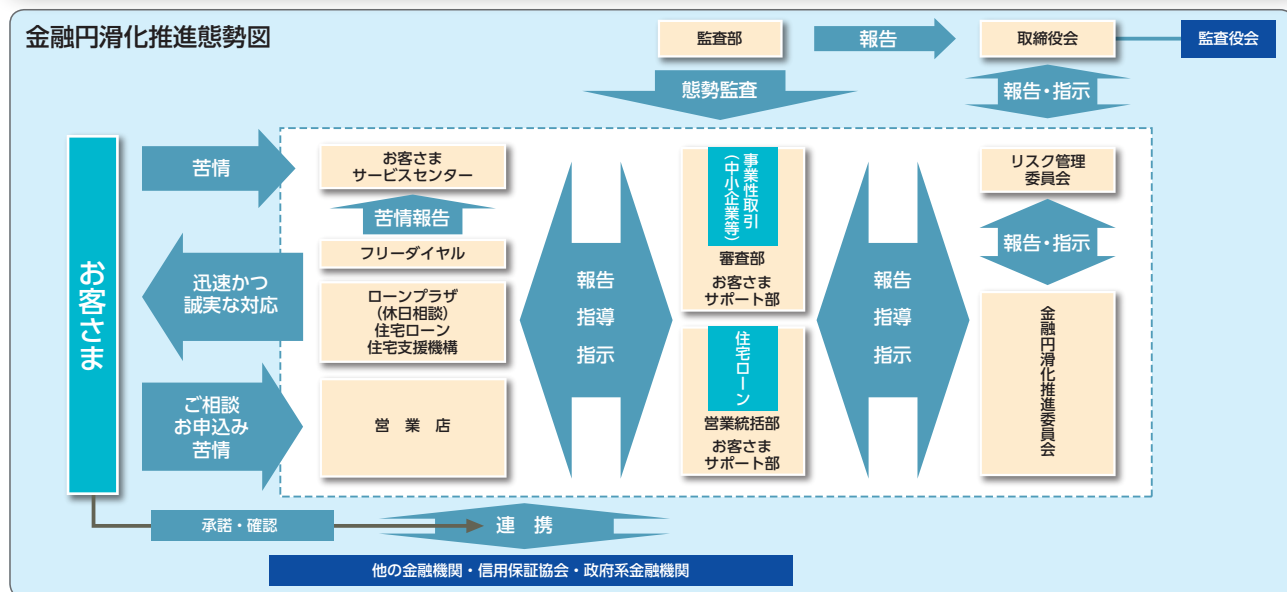 金融円滑化推進態勢図
監査部
報告
取締役会
監査役会
態勢監査
報告・指示
お客さま
苦情
迅速かつ
誠実な対応
ご相談
お申込み
苦情
お客さま
サービスセンター
苦情報告
フリーダイヤル
ローンプラザ
(休日相談)
住宅ローン
住宅支援機構
営業店
報告
指導
指示
事業性取引
(中小企業等)
審査部
お客さま
サポート部
住宅ローン
営業統括部
お客さま
サポート部
報告
指導
指示
リスク管理
委員会
報告・指示
金融円滑化推進委員会
承諾・確認
連携
他の金融機関・信用保証協会・政府系金融機関